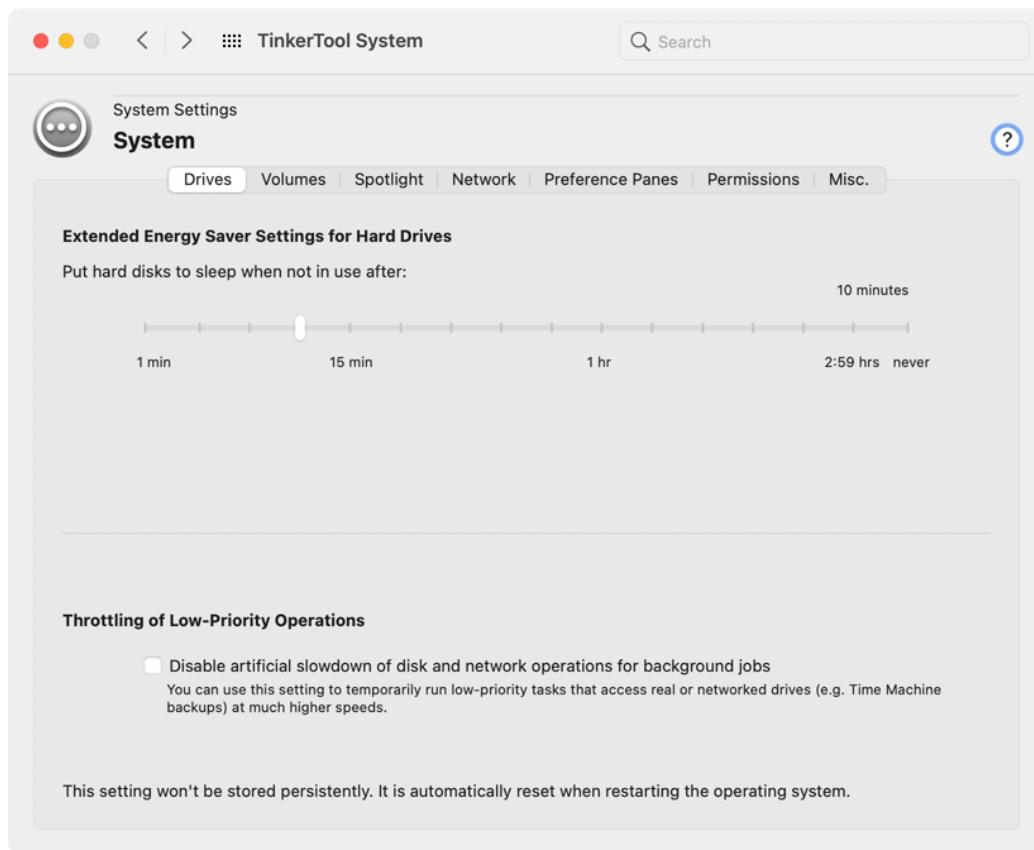 TinkerTool System
Search
System Settings
System
?
Drives Volumes Spotlight Network Preference Panes Permissions Misc.
Extended Energy Saver Settings for Hard Drives
Put hard disks to sleep when not in use after:
10 minutes
1 min 15 min 1 hr 2:59 hrs never
Throttling of Low-Priority Operations
Disable artificial slowdown of disk and network operations for background jobs
You can use this setting to temporarily run low-priority tasks that access real or networked drives (e.g. Time Machine
backups) at much higher speeds.
This setting won't be stored persistently. It is automatically reset when restarting the operating system.